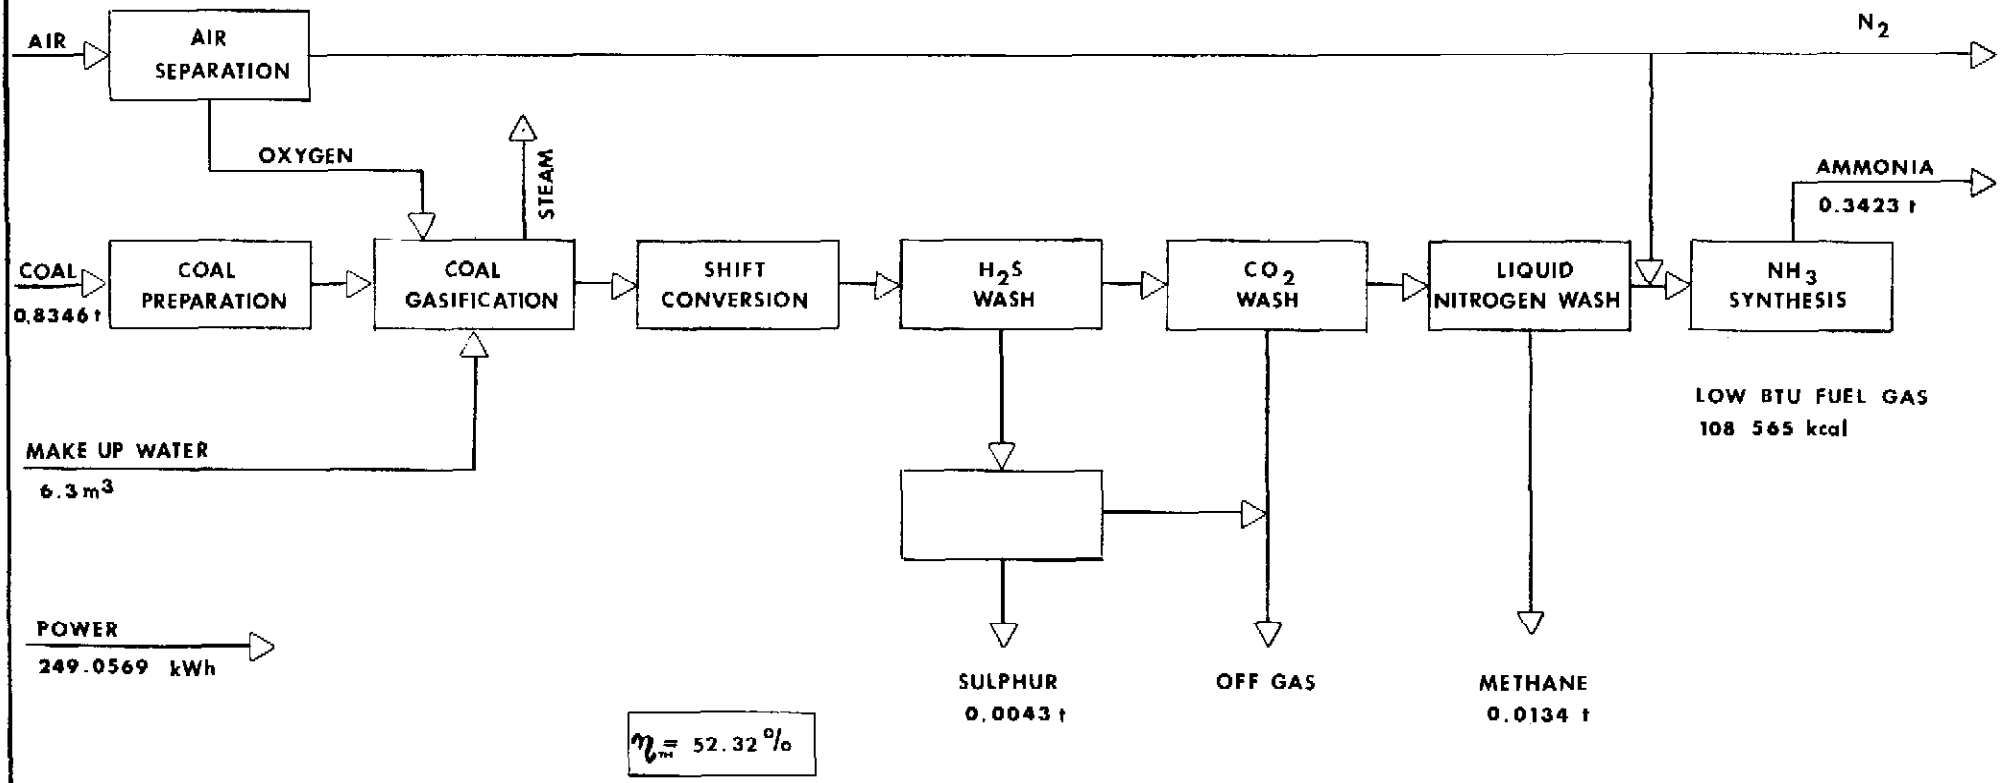 AIR
AIR
SEPARATION
N2
OXYGEN
STEAM
AMMONIA
0.3423 t
COAL
0,8346 t
COAL
PREPARATION
COAL
GASIFICATION
SHIFT
CONVERSION
H2S
WASH
CO2
WASH
LIQUID
NITROGEN WASH
NH3
SYNTHESIS
LOW BTU FUEL GAS
108 565 kcal
MAKE UP WATER
6.3 m3
POWER
249.0569 kWh
SULPHUR
0,0043 t
OFF GAS
METHANE
0.0134 t
ηTH = 52.32 %